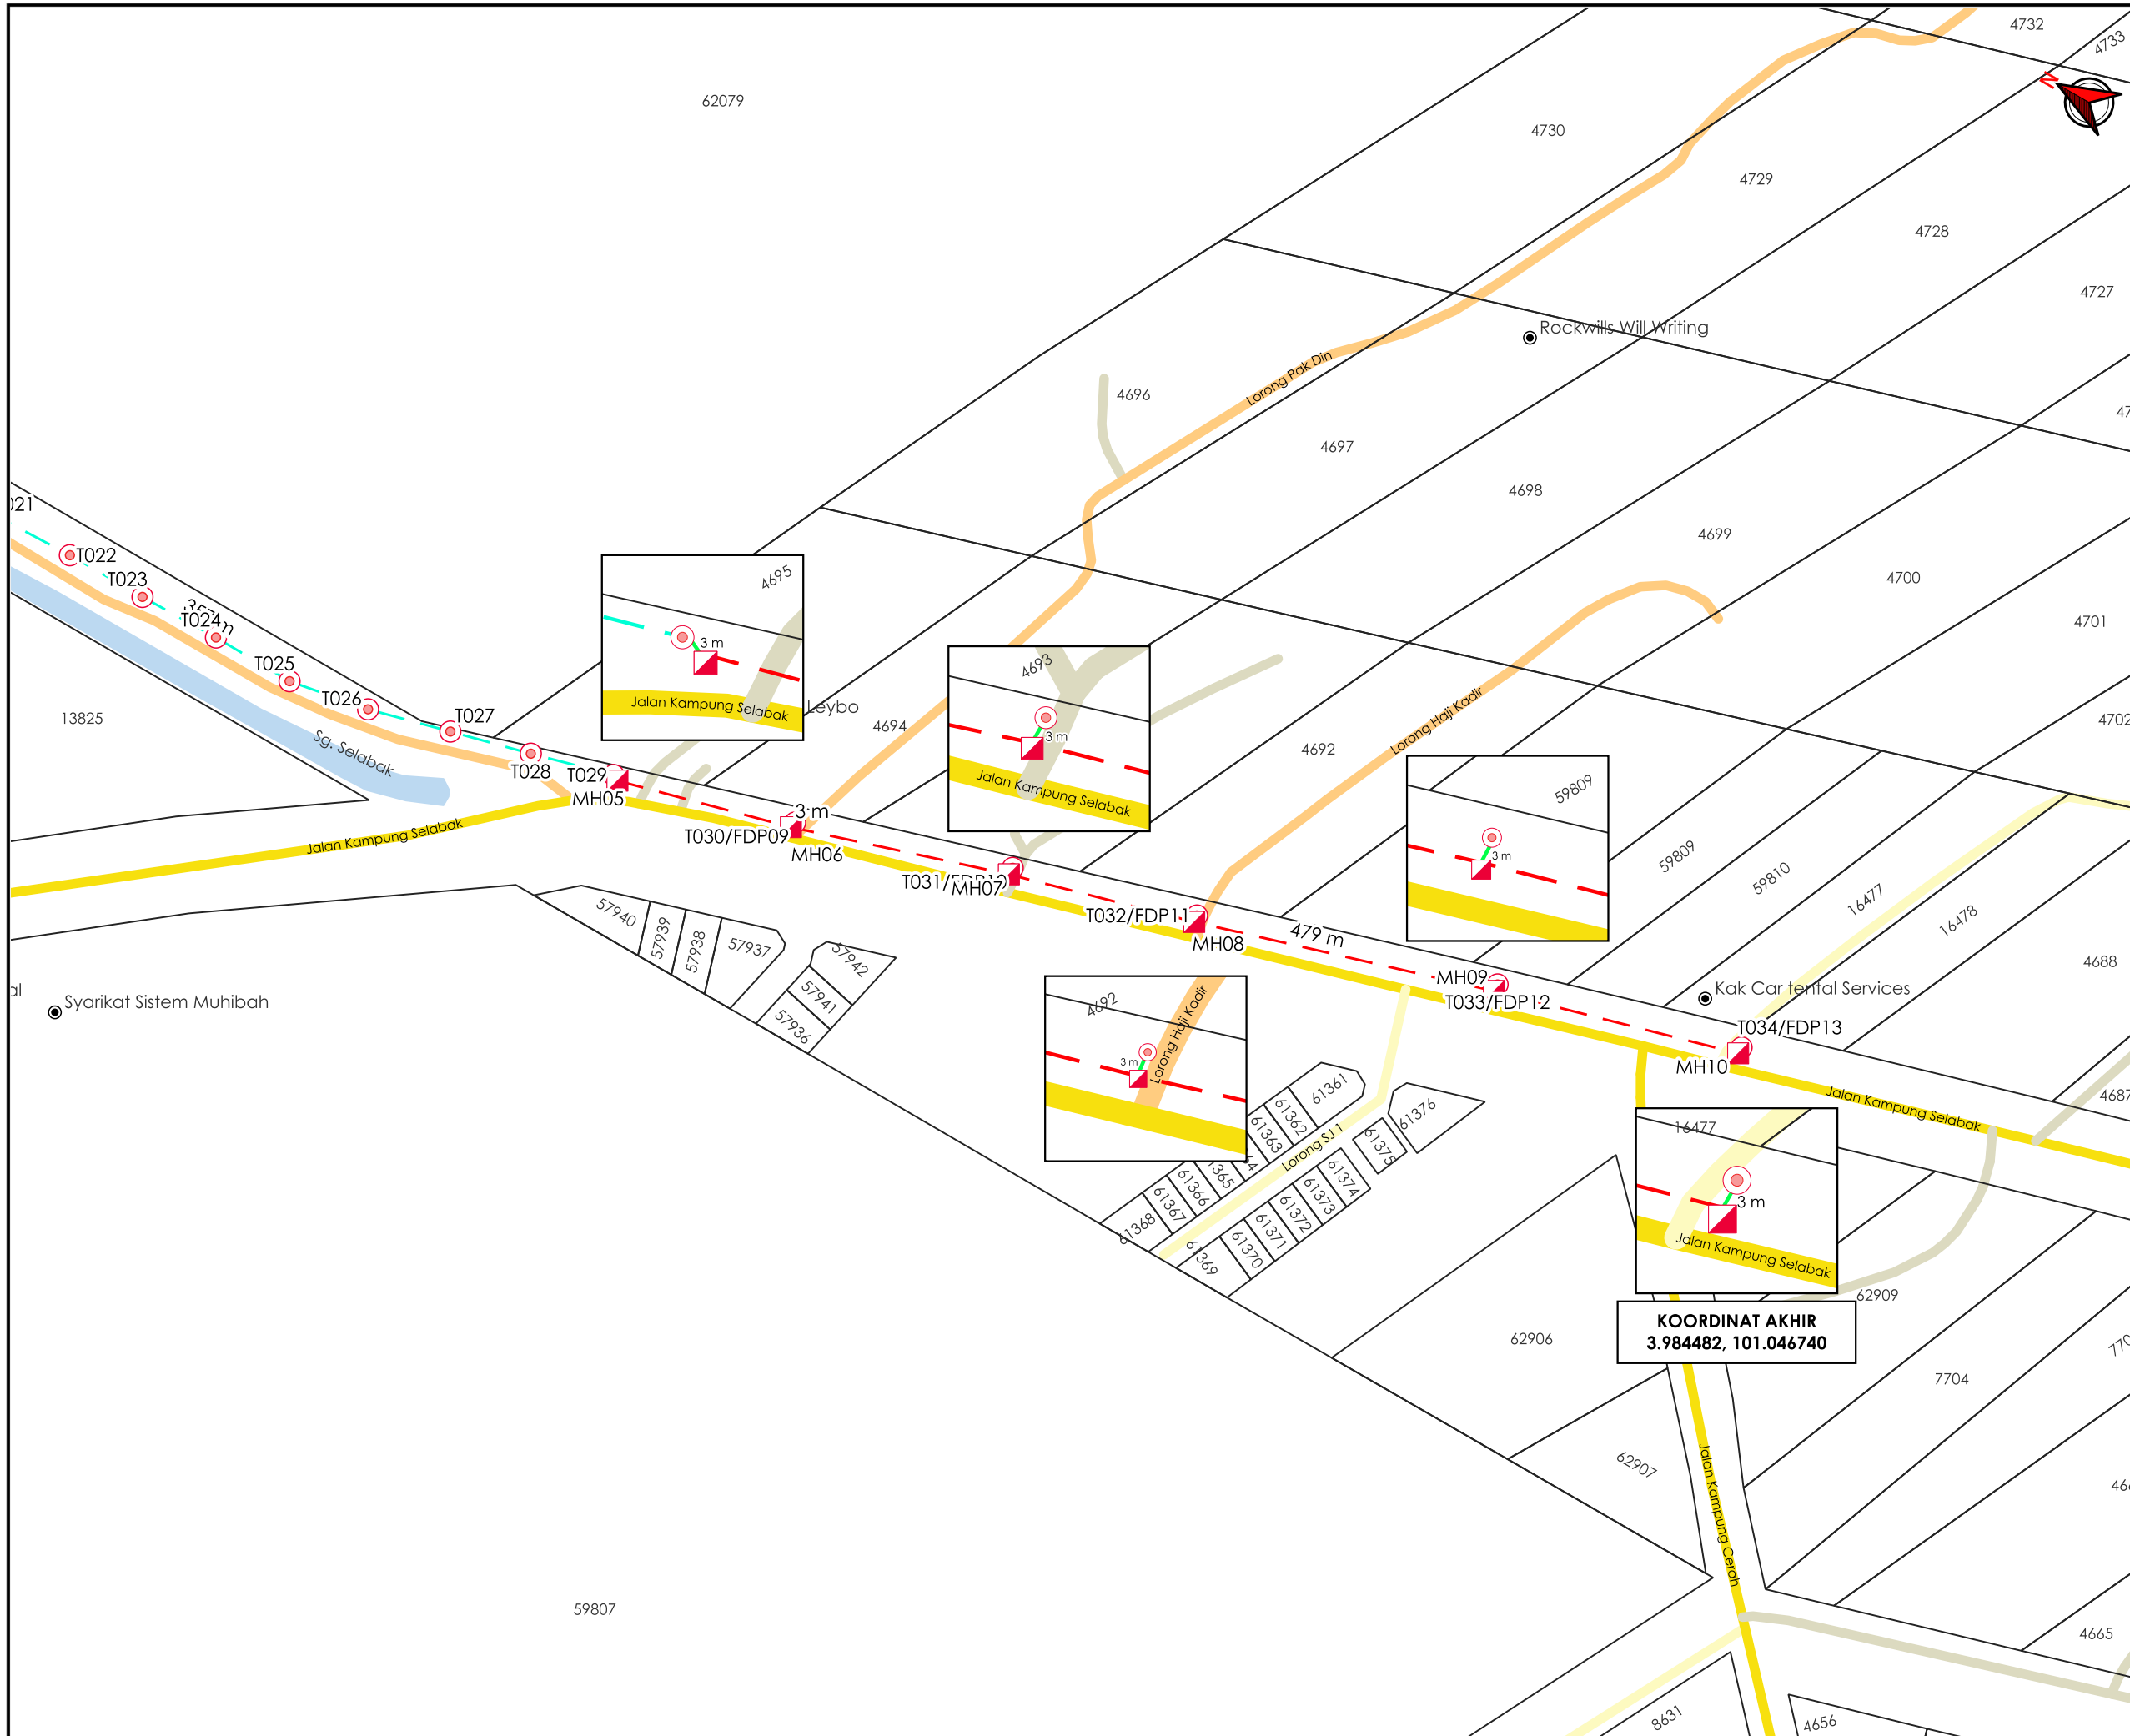 4732
4733
N
62079
4730
4729
4728
4727
Rockwills Will Writing
Lorong Pak Din
4696
4697
4698
4699
4700
4701
4702
T022
T023
T024
T025
T026
T027
T028
T029
MH05
13825
Sg. Selabak
Jalan Kampung Selabak
4695
3 m
Jalan Kampung Selabak
Leybo
4694
4693
3 m
Jalan Kampung Selabak
4692
Lorong Haji Kadir
59809
3 m
59809
59810
16477
16478
4688
4687
3 m
T030/FDP09
MH06
MH07
T032/FDP11
MH08
479 m
MH09
T033/FDP12
Kak Car tental Services
T034/FDP13
MH10
Jalan Kampung Selabak
57940
57939
57938
57937
57942
57941
57936
Syarikat Sistem Muhibah
4692
3 m
Lorong Haji Kadir
61361
61362
61363
61366
61367
61368
Lorong SJ 1
61376
61375
61374
61373
61372
61371
61370
61369
16477
3 m
Jalan Kampung Selabak
62909
KOORDINAT AKHIR
3.984482, 101.046740
62906
7704
62907
Jalan Kampung Cerah
59807
4665
8631
4656